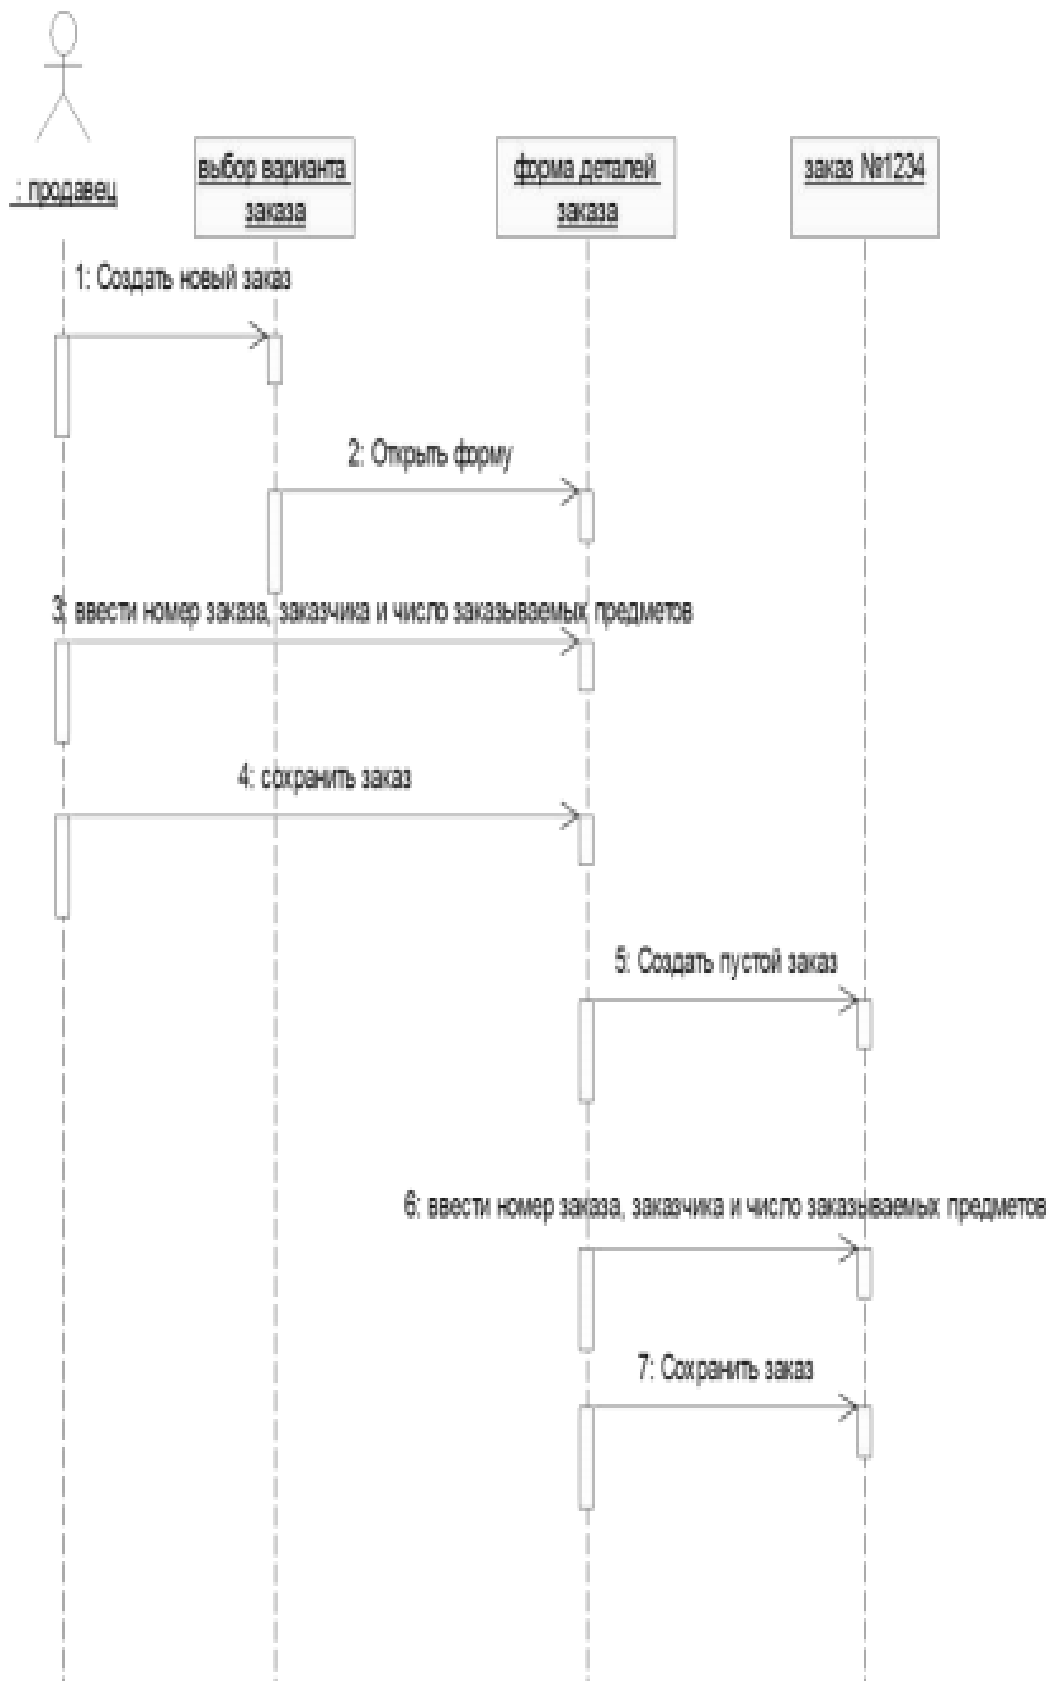 : продавец
выбор варианта
заказа
форма деталей
заказа
заказ №1234
1: Создать новый заказ
2: Открыть форму
3: ввести номер заказа, заказчика и число заказываемых предметов
4: сохранить заказ
5: Создать пустой заказ
6: ввести номер заказа, заказчика и число заказываемых предметов
7: Сохранить заказ